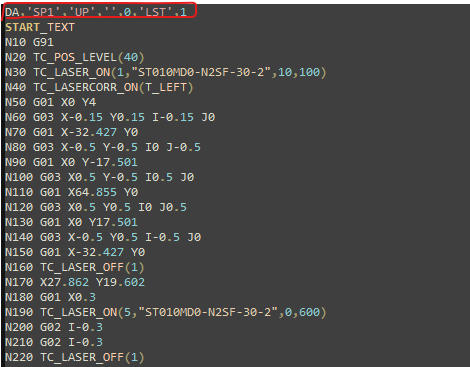 DA,'SP1','UP','',0,'LST',1
START_TEXT
N10 G91
N20 TC_POS_LEVEL(40)
N30 TC_LASER_ON(1,"ST010MD0-N2SF-30-2",10,100)
N40 TC_LASERCORR_ON(T_LEFT)
N50 G01 X0 Y4
N60 G03 X-0.15 Y0.15 I-0.15 J0
N70 G01 X-32.427 Y0
N80 G03 X-0.5 Y-0.5 I0 J-0.5
N90 G01 X0 Y-17.501
N100 G03 X0.5 Y-0.5 I0.5 J0
N110 G01 X64.855 Y0
N120 G03 X0.5 Y0.5 I0 J0.5
N130 G01 X0 Y17.501
N140 G03 X-0.5 Y0.5 I-0.5 J0
N150 G01 X-32.427 Y0
N160 TC_LASER_OFF(1)
N170 X27.862 Y19.602
N180 G01 X0.3
N190 TC_LASER_ON(5,"ST010MD0-N2SF-30-2",0,600)
N200 G02 I-0.3
N210 G02 I-0.3
N220 TC_LASER_OFF(1)